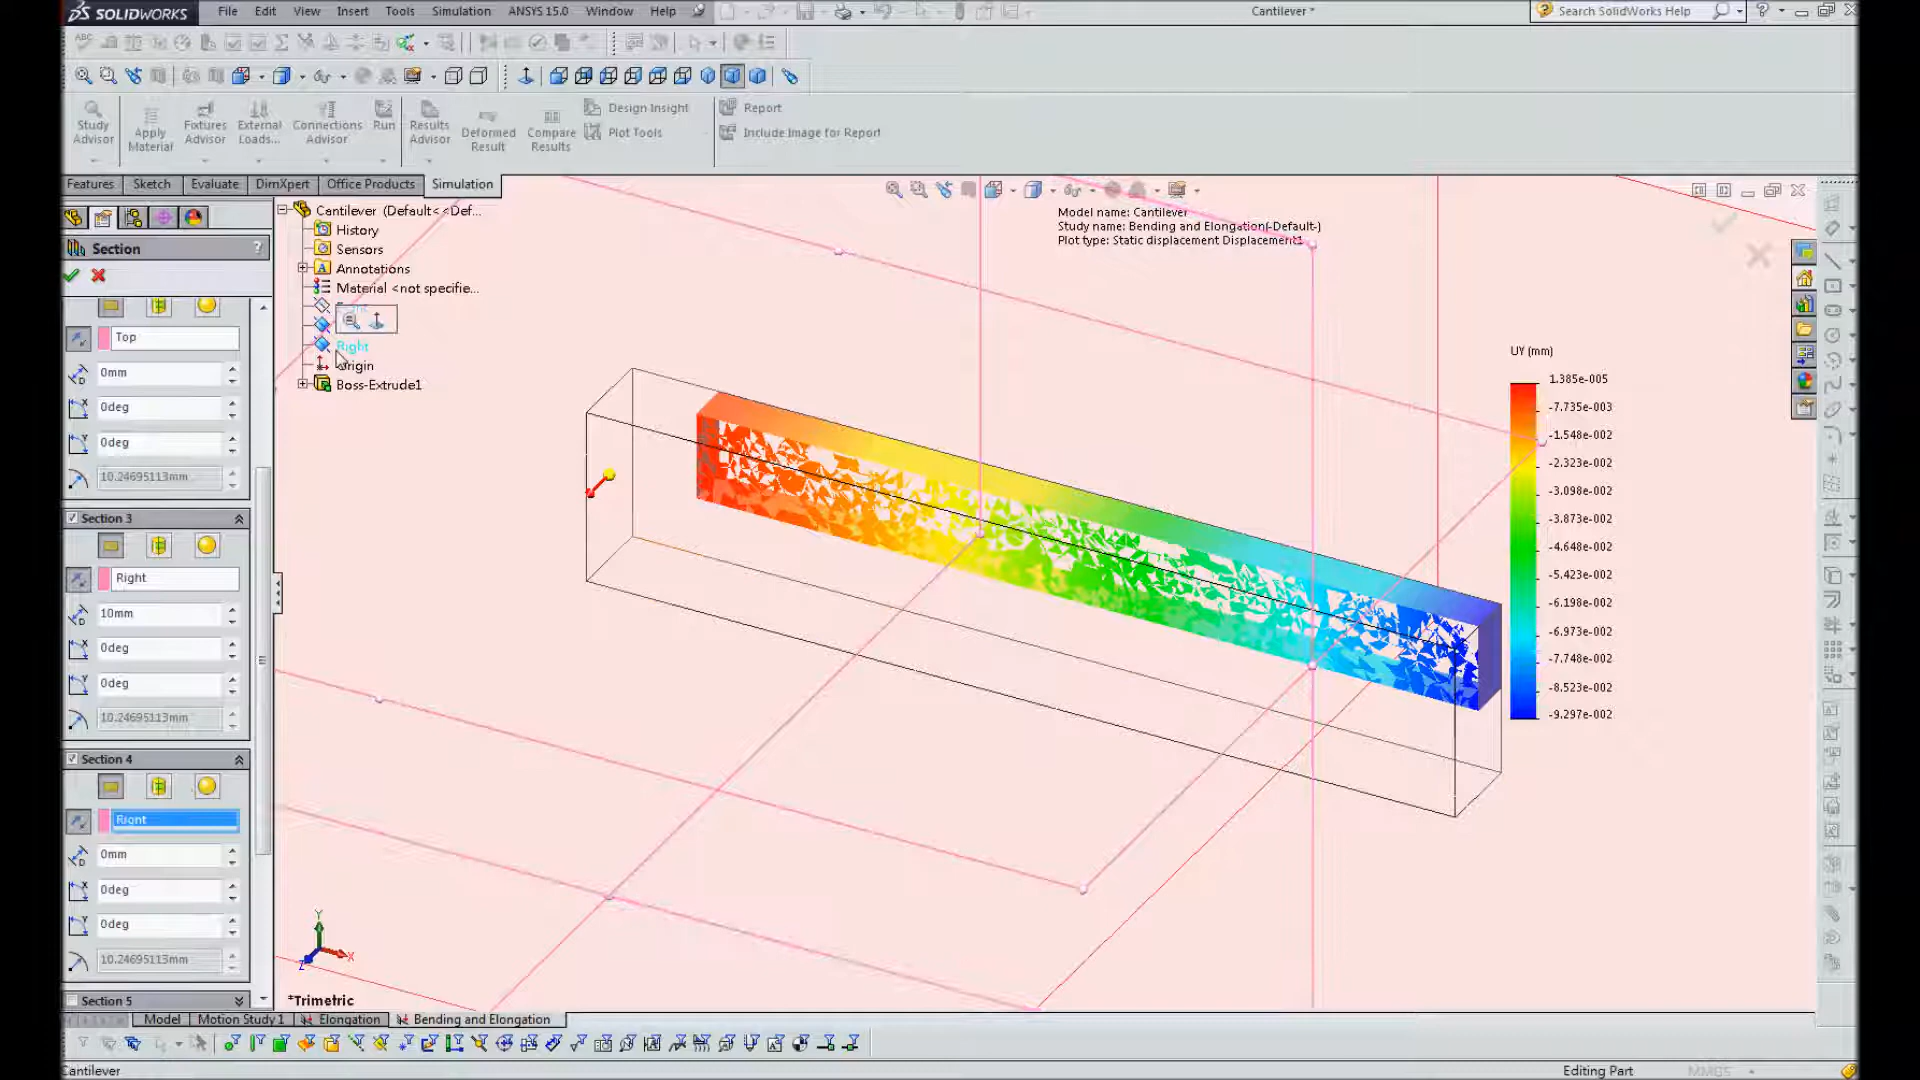 SOLIDWORKS File Edit View Insert Tools Simulation ANSYS 15.0 Window Help Cantilever * Search SolidWorks Help
Study Advisor
Apply Material
Fixtures Advisor
External Loads...
Connections Advisor
Run
Results Advisor
Deformed Result
Compare Results
Design Insight
Plot Tools
Report
Include Image for Report
Features Sketch Evaluate DimXpert Office Products Simulation
Section ?
Top
0mm
0deg
0deg
10.24695113mm
Section 3
Right
10mm
0deg
0deg
10.24695113mm
Section 4
Right
0mm
0deg
0deg
10.24695113mm
Section 5
Cantilever (Default<<Def...
History
Sensors
Annotations
Material <not specifie...
Right
Origin
Boss-Extrude1
Model name: Cantilever
Study name: Bending and Elongation(-Default-)
Plot type: Static displacement Displacement1
UY (mm)
1.385e-005
-7.735e-003
-1.548e-002
-2.323e-002
-3.098e-002
-3.873e-002
-4.648e-002
-5.423e-002
-6.198e-002
-6.973e-002
-7.748e-002
-8.523e-002
-9.297e-002
Y
X
Z
*Trimetric
Model Motion Study 1 Elongation Bending and Elongation
Cantilever Editing Part MMGS